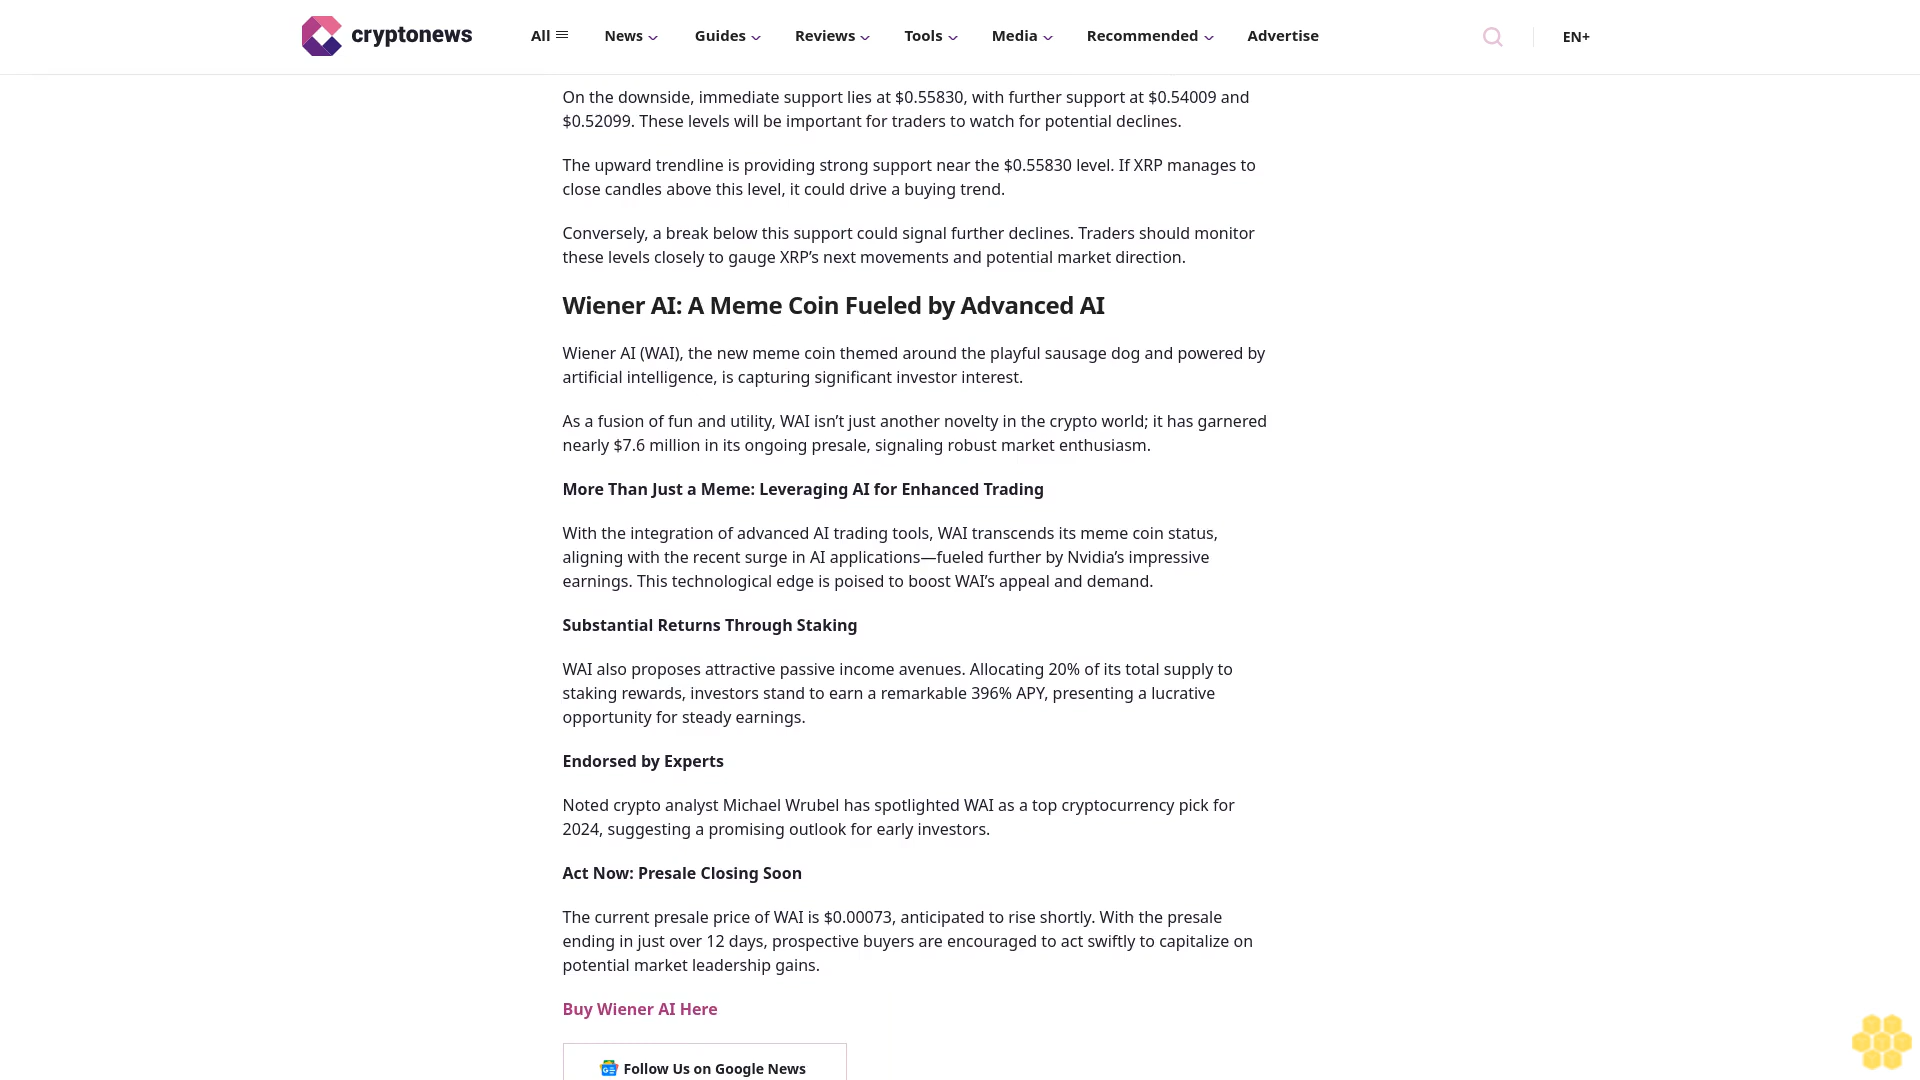 cryptonews
All
News
Guides
Reviews
Tools
Media
Recommended
Advertise
EN+
On the downside, immediate support lies at $0.55830, with further support at $0.54009 and
$0.52099. These levels will be important for traders to watch for potential declines.
The upward trendline is providing strong support near the $0.55830 level. If XRP manages to
close candles above this level, it could drive a buying trend.
Conversely, a break below this support could signal further declines. Traders should monitor
these levels closely to gauge XRP’s next movements and potential market direction.
Wiener AI: A Meme Coin Fueled by Advanced AI
Wiener AI (WAI), the new meme coin themed around the playful sausage dog and powered by
artificial intelligence, is capturing significant investor interest.
As a fusion of fun and utility, WAI isn’t just another novelty in the crypto world; it has garnered
nearly $7.6 million in its ongoing presale, signaling robust market enthusiasm.
More Than Just a Meme: Leveraging AI for Enhanced Trading
With the integration of advanced AI trading tools, WAI transcends its meme coin status,
aligning with the recent surge in AI applications—fueled further by Nvidia’s impressive
earnings. This technological edge is poised to boost WAI’s appeal and demand.
Substantial Returns Through Staking
WAI also proposes attractive passive income avenues. Allocating 20% of its total supply to
staking rewards, investors stand to earn a remarkable 396% APY, presenting a lucrative
opportunity for steady earnings.
Endorsed by Experts
Noted crypto analyst Michael Wrubel has spotlighted WAI as a top cryptocurrency pick for
2024, suggesting a promising outlook for early investors.
Act Now: Presale Closing Soon
The current presale price of WAI is $0.00073, anticipated to rise shortly. With the presale
ending in just over 12 days, prospective buyers are encouraged to act swiftly to capitalize on
potential market leadership gains.
Buy Wiener AI Here
Follow Us on Google News